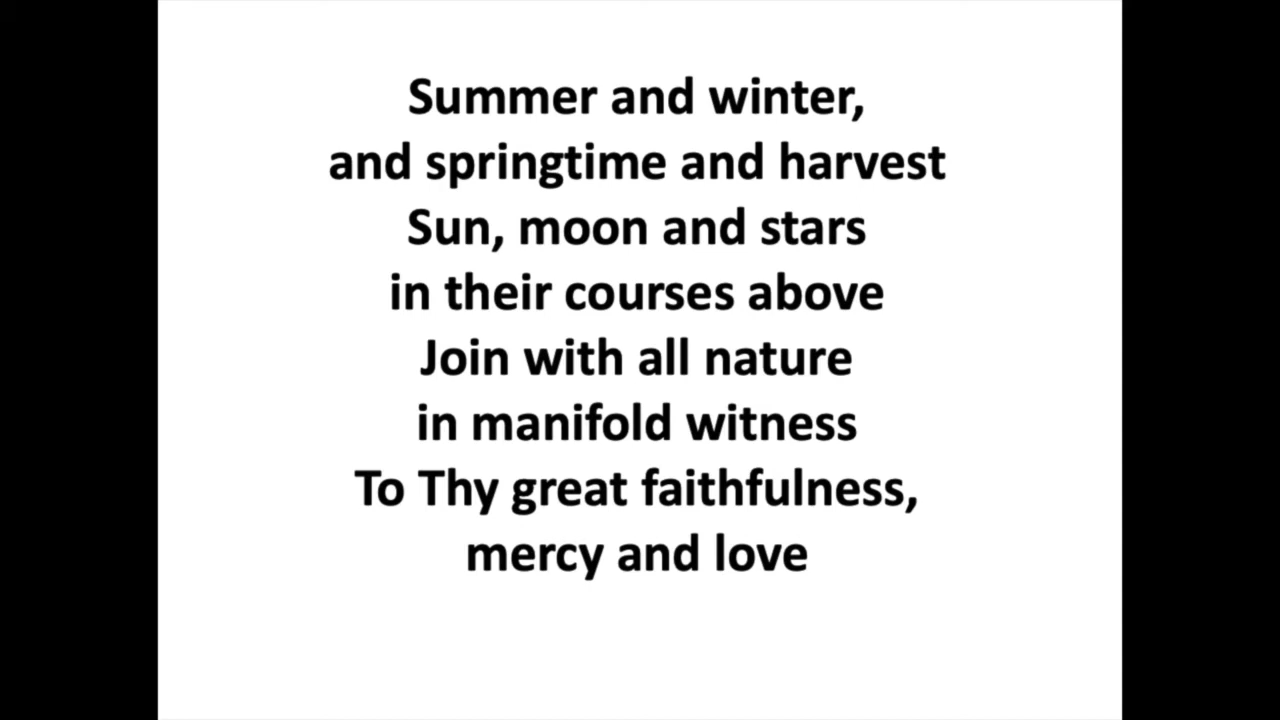 Summer and winter,
and springtime and harvest
Sun, moon and stars
in their courses above
Join with all nature
in manifold witness
To Thy great faithfulness,
mercy and love